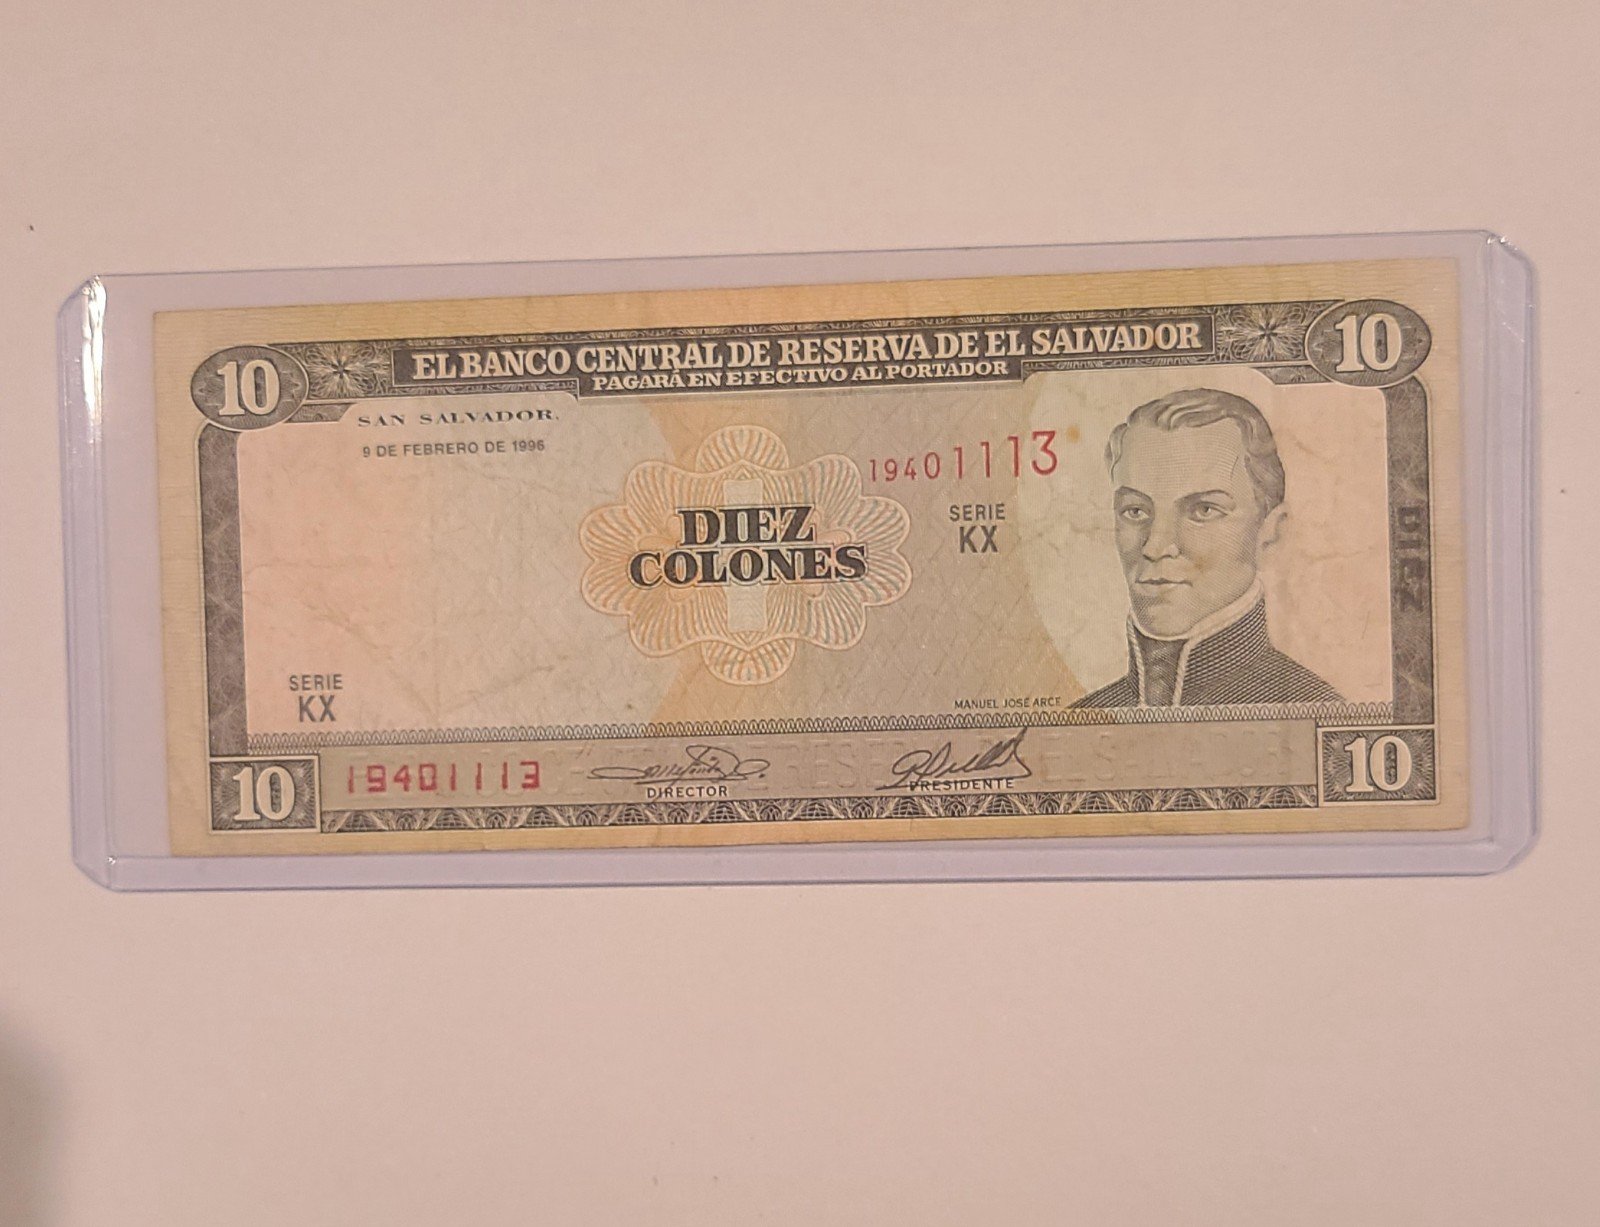 10
EL BANCO CENTRAL DE RESERVA DE EL SALVADOR
10
PAGARÁ EN EFECTIVO AL PORTADOR
SAN SALVADOR,
9 DE FEBRERO DE 1996
19401113
SERIE
KX
DIEZ
COLONES
DIEZ
SERIE
KX
MANUEL JOSÉ ARCE
10
19401113
DIRECTOR
PRESIDENTE
10